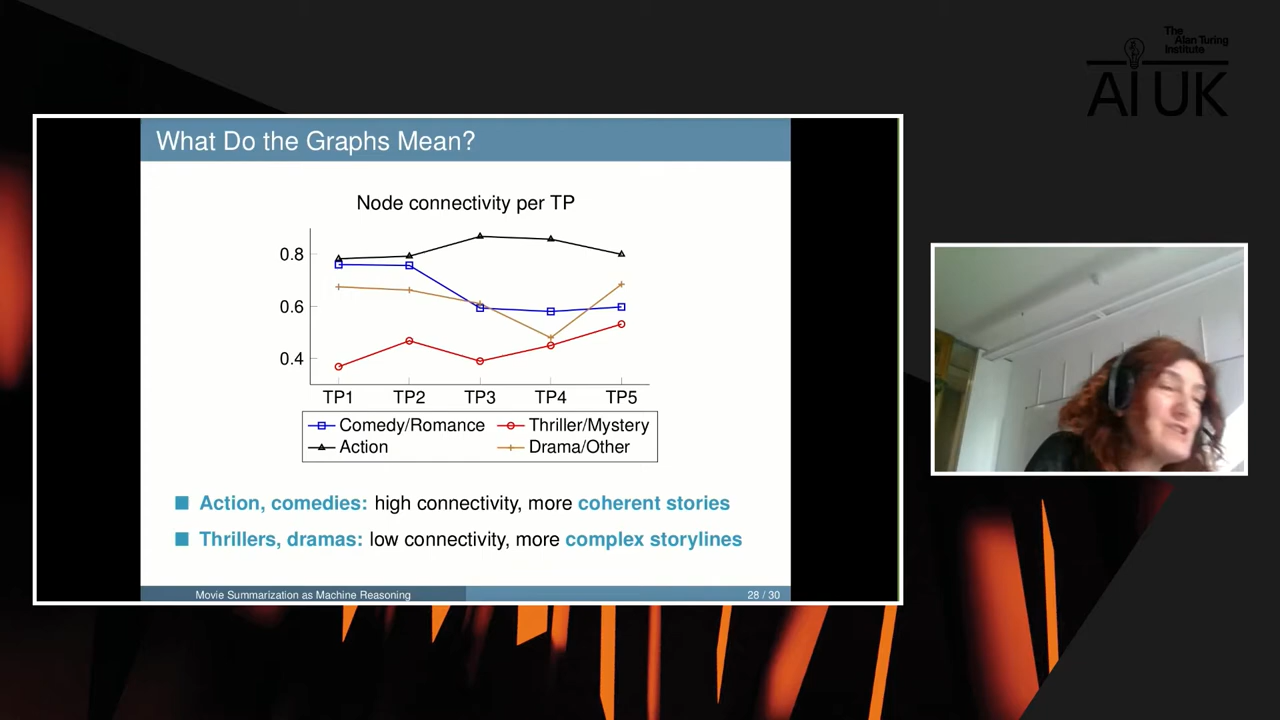 The
Alan Turing
Institute
AI UK
What Do the Graphs Mean?
Node connectivity per TP
0.8
0.6
0.4
TP1 TP2 TP3 TP4 TP5
Comedy/Romance Thriller/Mystery
Action Drama/Other
Action, comedies: high connectivity, more coherent stories
Thrillers, dramas: low connectivity, more complex storylines
Movie Summarization as Machine Reasoning 28 / 30